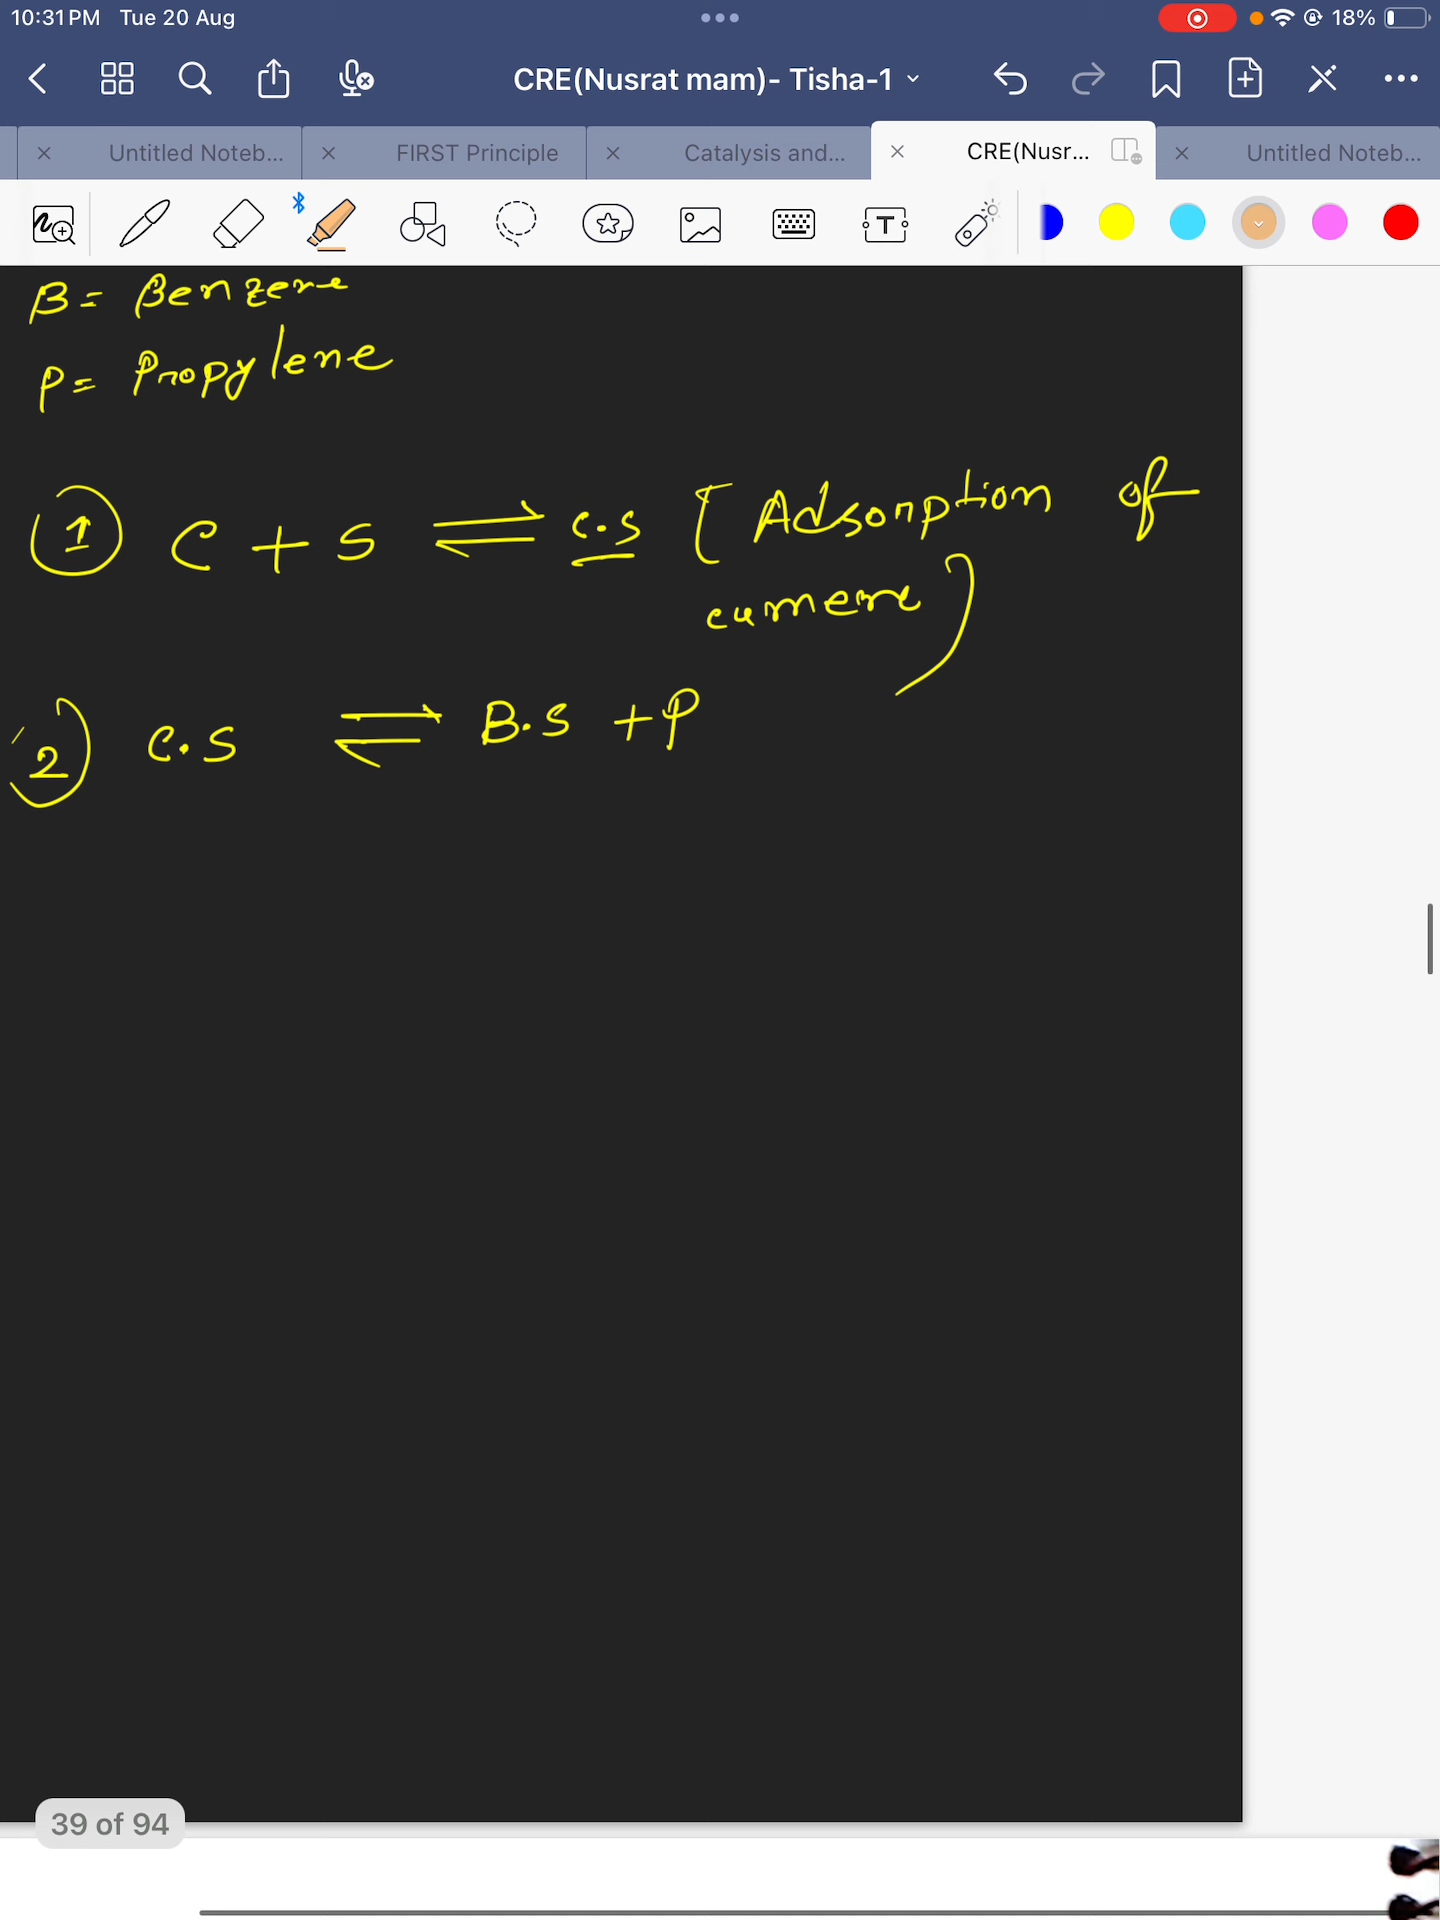 10:31 PM Tue 20 Aug
18%
CRE(Nusrat mam)- Tisha-1
Untitled Noteb...
FIRST Principle
Catalysis and...
CRE(Nusr...
Untitled Noteb...
B = Benzene
P = Propylene
① C + S ⇌ C.S [Adsorption of
cumene)
② C.S ⇌ B.S + P
39 of 94